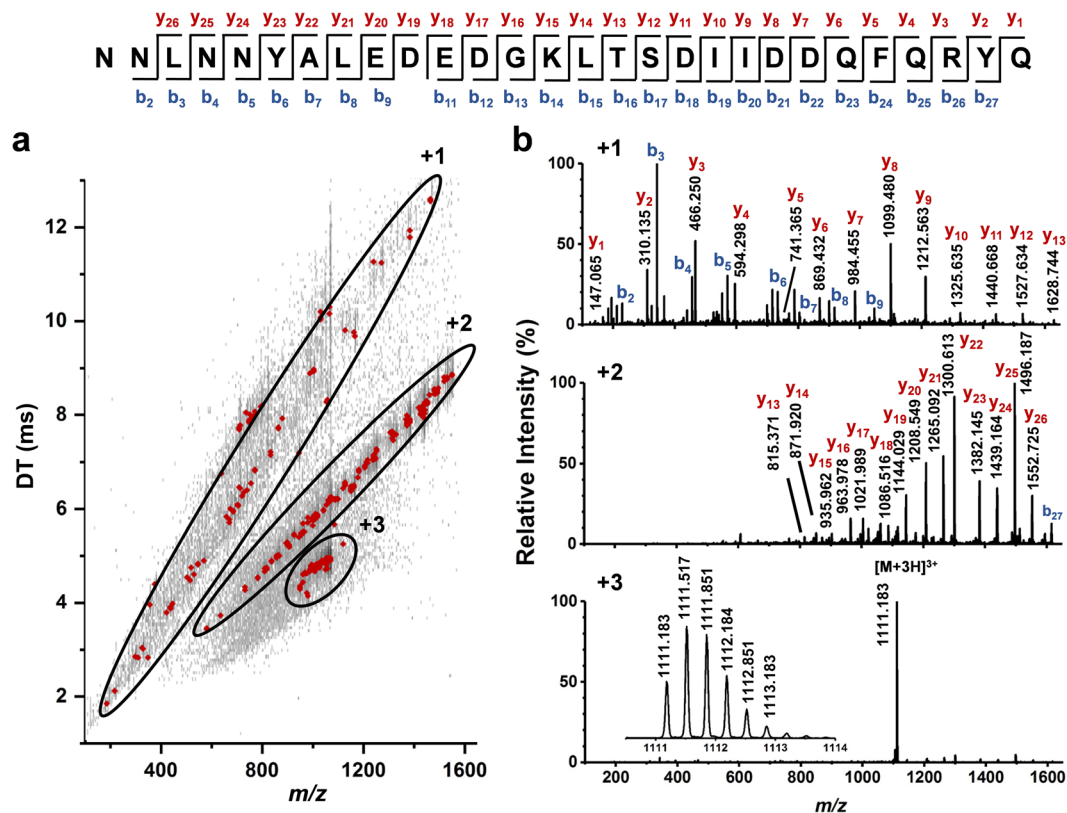 y26 y25 y24 y23 y22 y21 y20 y19 y18 y17 y16 y15 y14 y13 y12 y11 y10 y9 y8 y7 y6 y5 y4 y3 y2 y1
N N L N N Y A L E D E D G K L T S D I I D D Q F Q R Y Q
b2 b3 b4 b5 b6 b7 b8 b9 b11 b12 b13 b14 b15 b16 b17 b18 b19 b20 b21 b22 b23 b24 b25 b26 b27
a
+1
+2
+3
DT (ms)
12
10
8
6
4
2
400 800 1200 1600
m/z
b
Relative Intensity (%)
+1
100
50
0
y1 147.065
b2
y2 310.135
b3
b4
y3 466.250
b5
y4 594.298
b6
y5 741.365
b7
y6 869.432
b8
y7 984.455
b9
y8 1099.480
y9 1212.563
y10 1325.635
y11 1440.668
y12 1527.634
y13 1628.744
+2
100
50
0
y13 815.371
y14 871.920
y15 935.962
y16 963.978
y17 1021.989
y18 1086.516
y19 1144.029
y20 1208.549
y21 1265.092
y22 1300.613
y23 1382.145
y24 1439.164
y25 1496.187
y26 1552.725
b27
+3
100
50
0
[M+3H]3+
1111.183
1111.183
1111.517
1111.851
1112.184
1112.851
1113.183
1111 1112 1113 1114
200 400 600 800 1000 1200 1400 1600
m/z